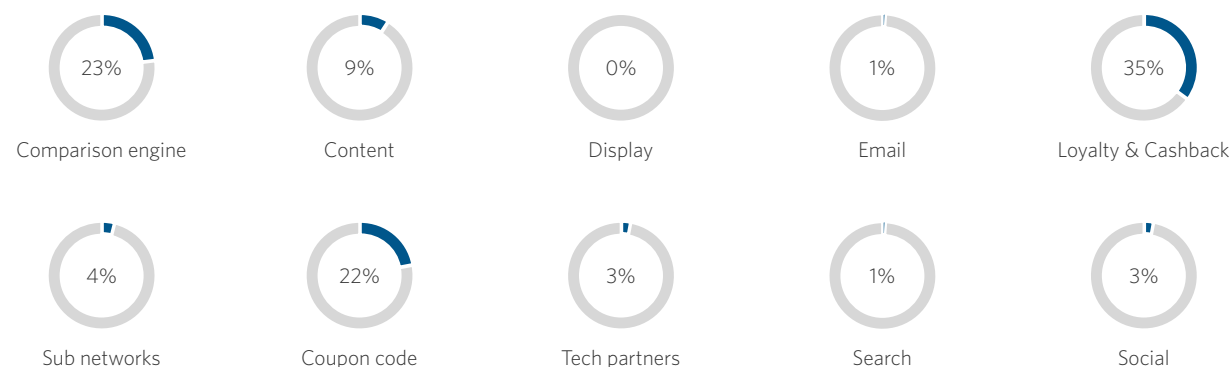 23%
9%
0%
1%
35%
Comparison engine
Content
Display
Email
Loyalty & Cashback
4%
22%
3%
1%
3%
Sub networks
Coupon code
Tech partners
Search
Social